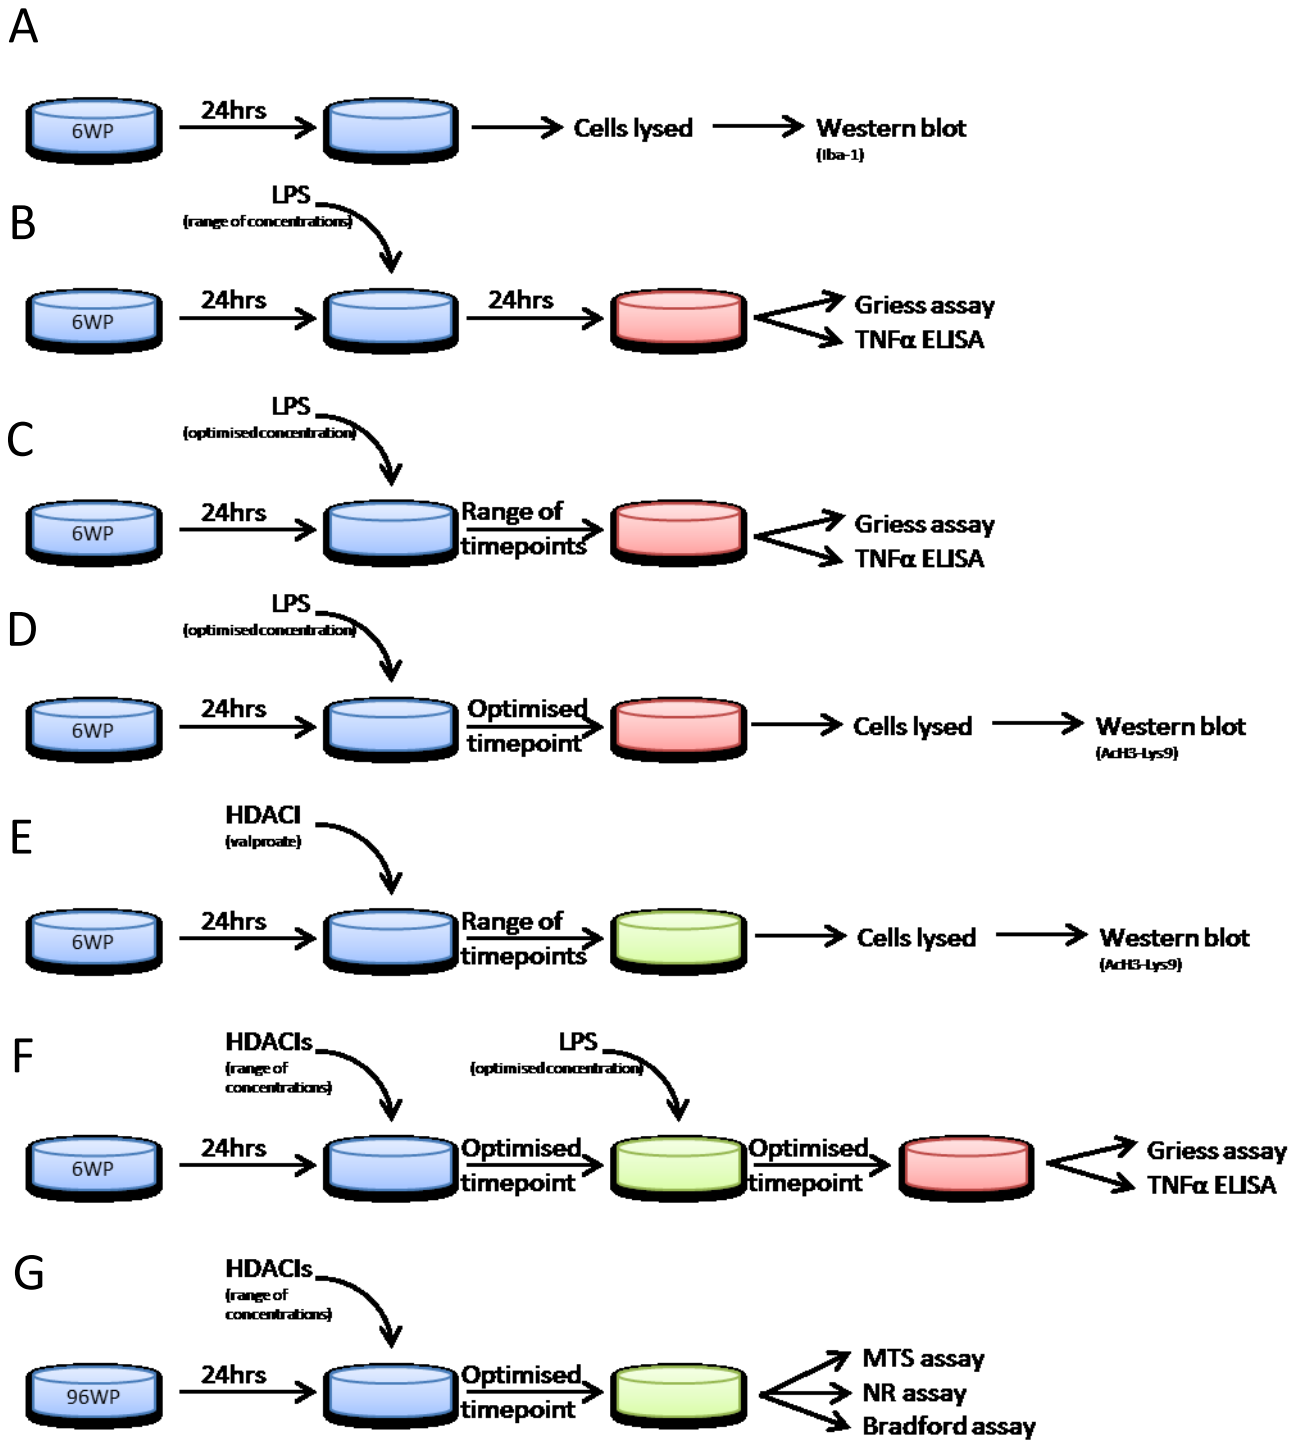 A
6WP
24hrs
Cells lysed
Western blot
(Iba-1)
B
LPS
(range of concentrations)
6WP
24hrs
24hrs
Griess assay
TNFα ELISA
C
LPS
(optimised concentration)
6WP
24hrs
Range of
timepoints
Griess assay
TNFα ELISA
D
LPS
(optimised concentration)
6WP
24hrs
Optimised
timepoint
Cells lysed
Western blot
(AcH3-Lys9)
E
HDACI
(valproate)
6WP
24hrs
Range of
timepoints
Cells lysed
Western blot
(AcH3-Lys9)
F
HDACIs
(range of
concentrations)
LPS
(optimised concentration)
6WP
24hrs
Optimised
timepoint
Optimised
timepoint
Griess assay
TNFα ELISA
G
HDACIs
(range of
concentrations)
96WP
24hrs
Optimised
timepoint
MTS assay
NR assay
Bradford assay